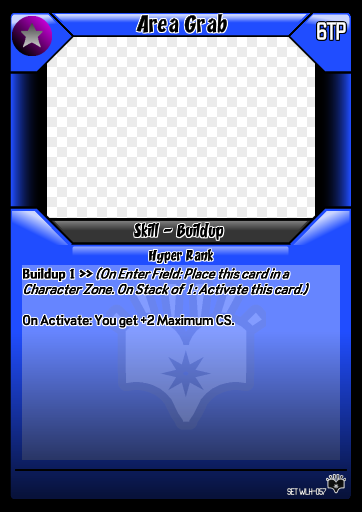 Area Grab
6TP
Skill - Buildup
Hyper Rank
Buildup 1 >> (On Enter Field: Place this card in a
Character Zone. On Stack of 1: Activate this card.)
On Activate: You get +2 Maximum CS.
SET WLH-057